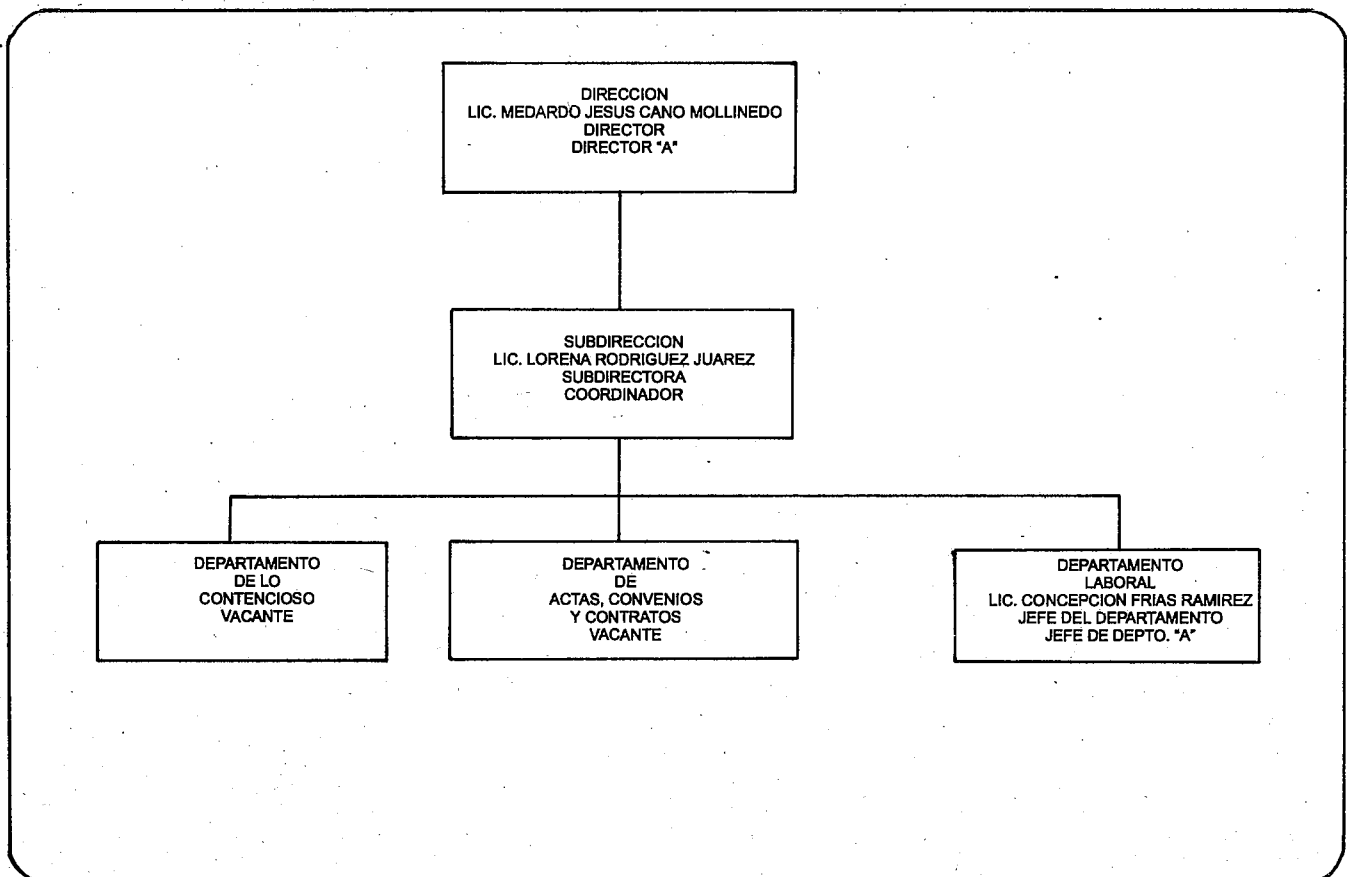 DIRECCION
LIC. MEDARDO JESUS CANO MOLLINEDO
DIRECTOR
DIRECTOR "A"
SUBDIRECCION
LIC. LORENA RODRIGUEZ JUAREZ
SUBDIRECTORA
COORDINADOR
DEPARTAMENTO
DE LO
CONTENCIOSO
VACANTE
DEPARTAMENTO
DE
ACTAS, CONVENIOS
Y CONTRATOS
VACANTE
DEPARTAMENTO
LABORAL
LIC. CONCEPCION FRIAS RAMIREZ
JEFE DEL DEPARTAMENTO
JEFE DE DEPTO. "A"